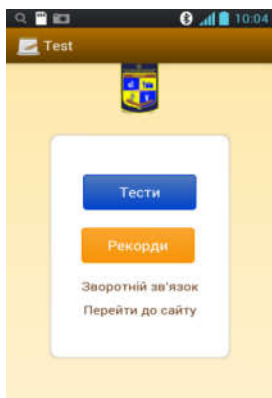 10:04
Test
Тести
Рекорди
Зворотній зв'язок
Перейти до сайту